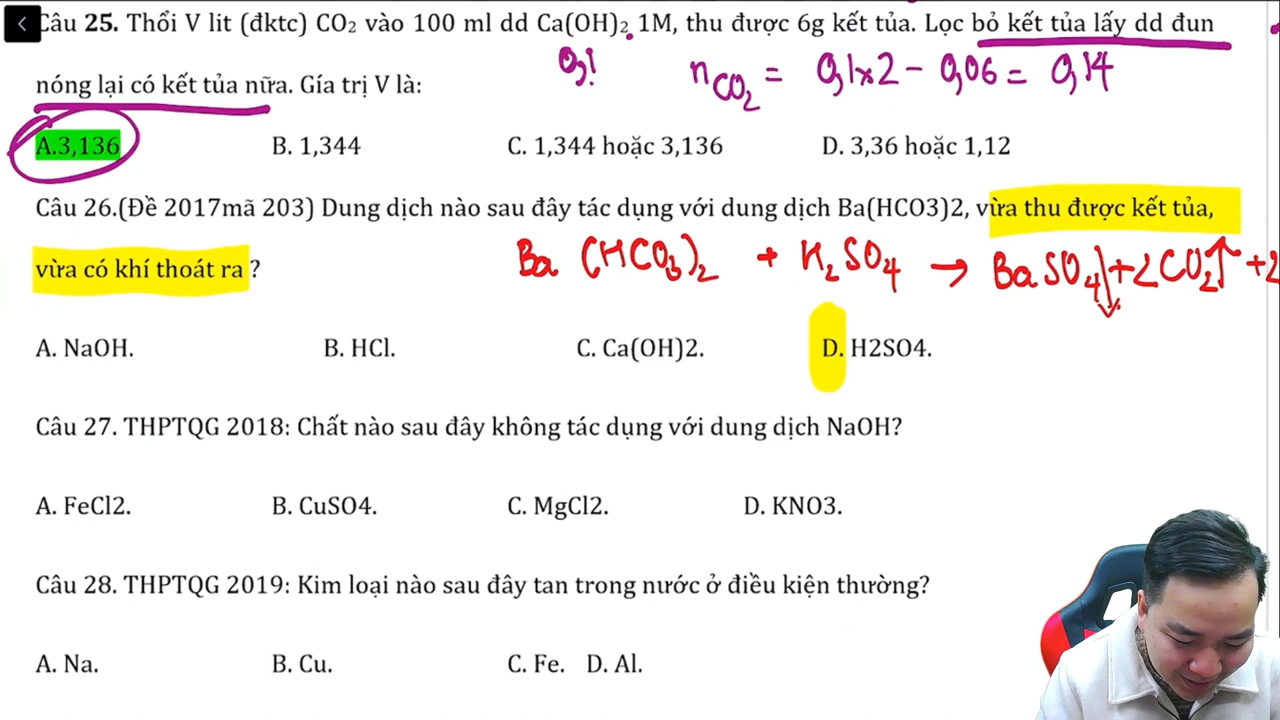 Câu 25. Thổi V lit (đktc) CO₂ vào 100 ml dd Ca(OH)₂ 1M, thu được 6g kết tủa. Lọc bỏ kết tủa lấy dd đun
0,1 nCO₂ = 0,1x2 - 0,06 = 0,14
nóng lại có kết tủa nữa. Gía trị V là:
A.3,136 B. 1,344 C. 1,344 hoặc 3,136 D. 3,36 hoặc 1,12
Câu 26.(Đề 2017mã 203) Dung dịch nào sau đây tác dụng với dung dịch Ba(HCO3)2, vừa thu được kết tủa,
vừa có khí thoát ra ?
Ba(HCO₃)₂ + H₂SO₄ → BaSO₄↓ + 2CO₂↑ + 2
A. NaOH. B. HCl. C. Ca(OH)2. D. H2SO4.
Câu 27. THPTQG 2018: Chất nào sau đây không tác dụng với dung dịch NaOH?
A. FeCl2. B. CuSO4. C. MgCl2. D. KNO3.
Câu 28. THPTQG 2019: Kim loại nào sau đây tan trong nước ở điều kiện thường?
A. Na. B. Cu. C. Fe. D. Al.